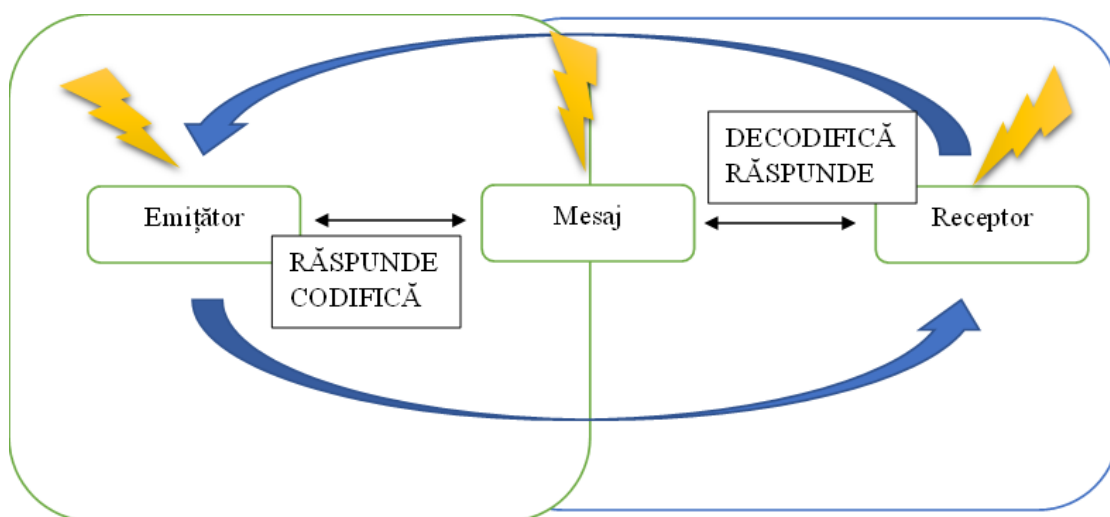 DECODIFICĂ
RĂSPUNDE
Emițător
Mesaj
Receptor
RĂSPUNDE
CODIFICĂ